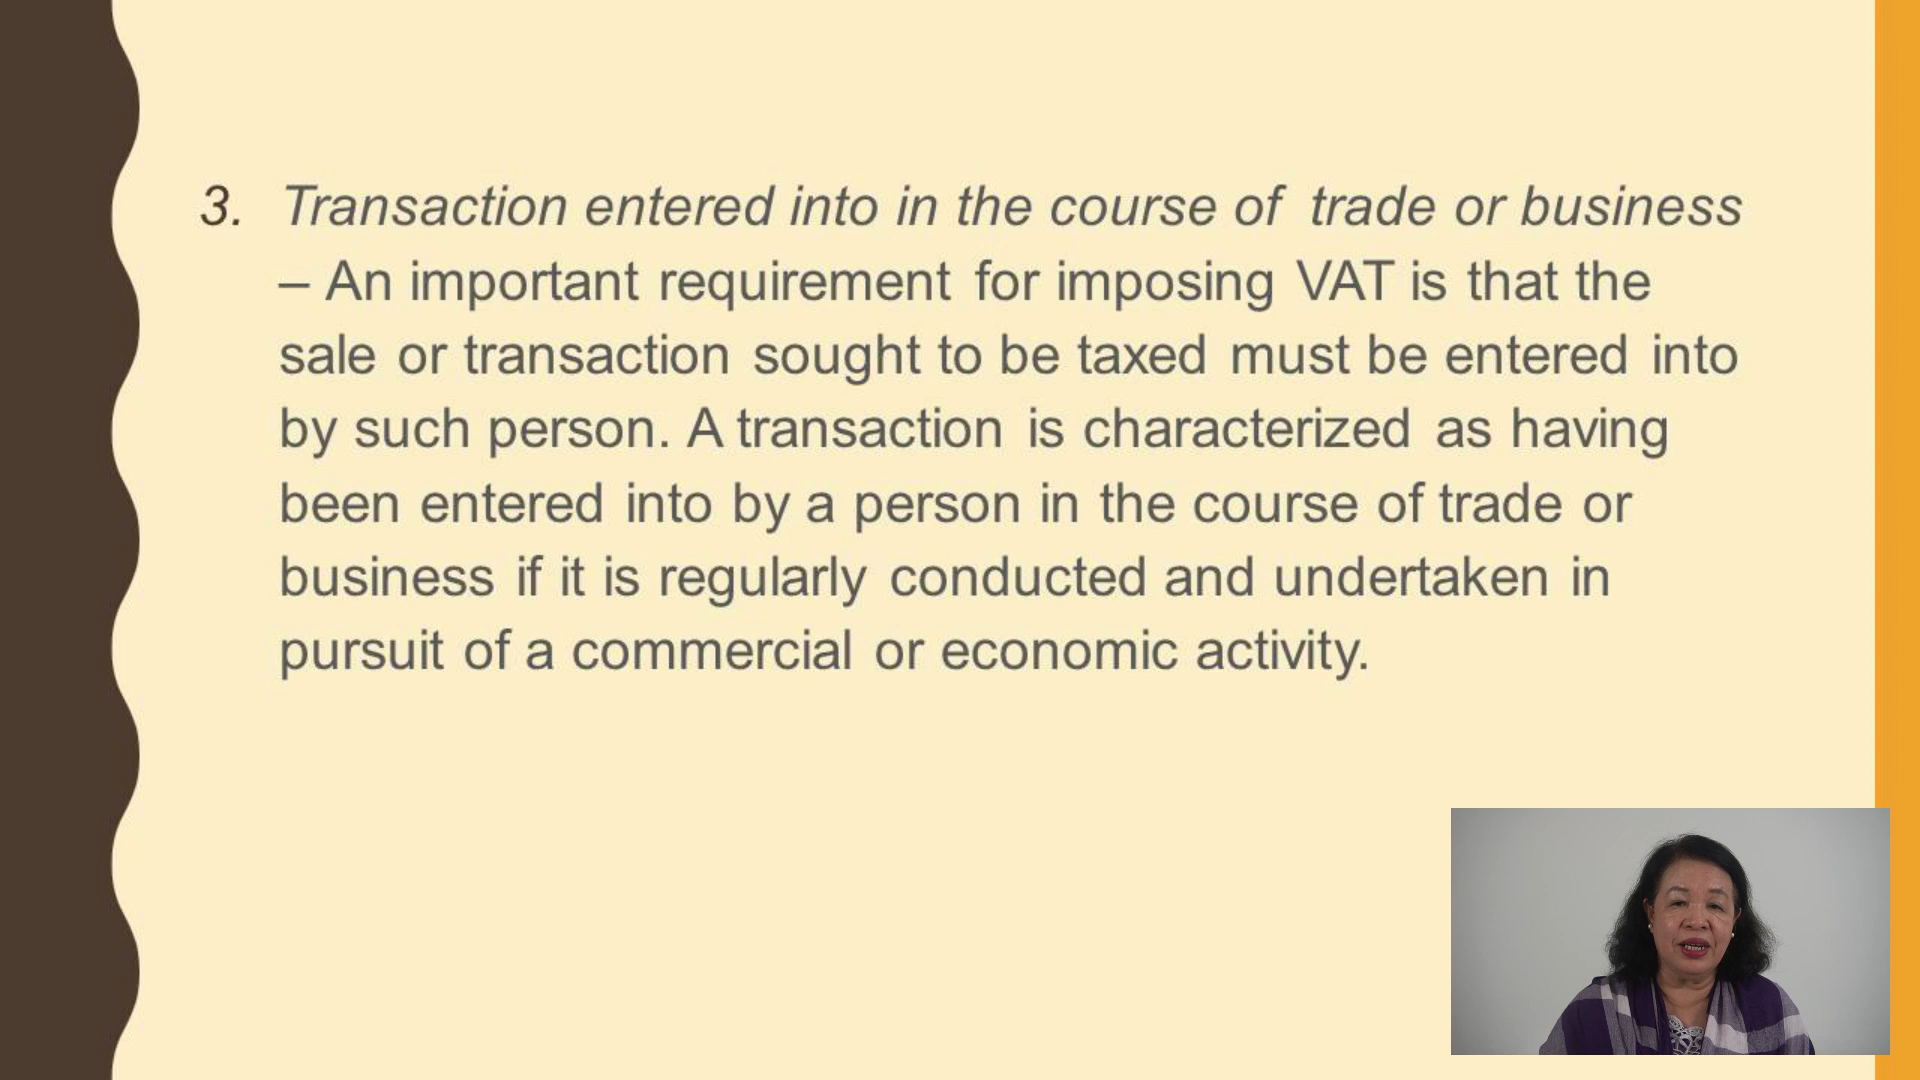 3. Transaction entered into in the course of trade or business
– An important requirement for imposing VAT is that the
sale or transaction sought to be taxed must be entered into
by such person. A transaction is characterized as having
been entered into by a person in the course of trade or
business if it is regularly conducted and undertaken in
pursuit of a commercial or economic activity.